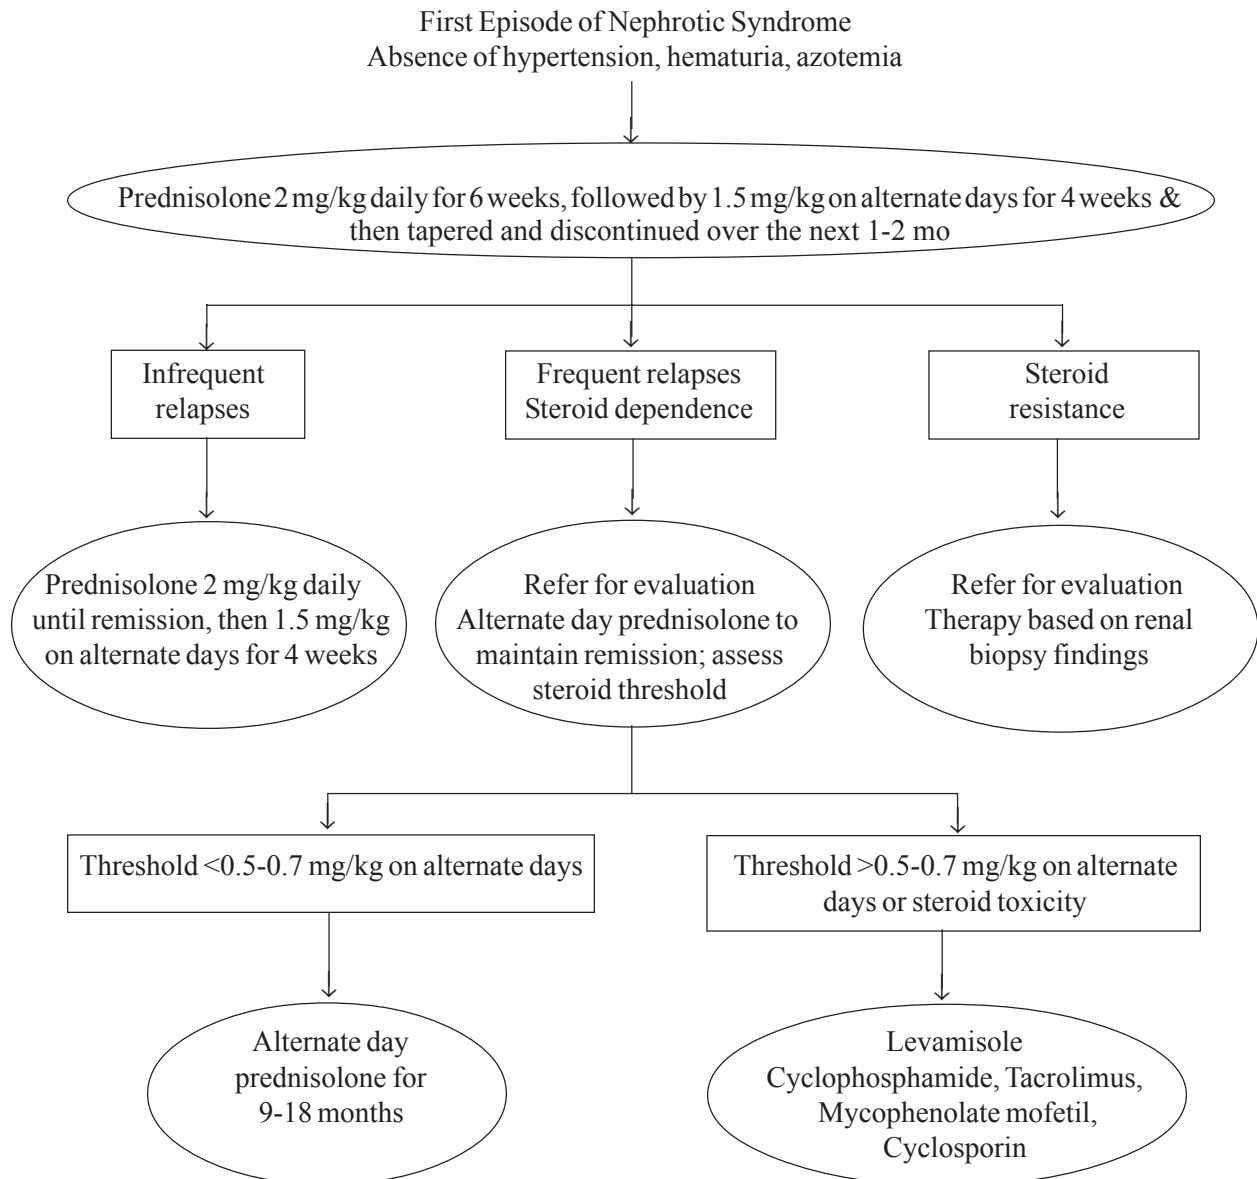 First Episode of Nephrotic Syndrome
Absence of hypertension, hematuria, azotemia
Prednisolone 2 mg/kg daily for 6 weeks, followed by 1.5 mg/kg on alternate days for 4 weeks &
then tapered and discontinued over the next 1-2 mo
Infrequent
relapses
Frequent relapses
Steroid dependence
Steroid
resistance
Prednisolone 2 mg/kg daily
until remission, then 1.5 mg/kg
on alternate days for 4 weeks
Refer for evaluation
Alternate day prednisolone to
maintain remission; assess
steroid threshold
Refer for evaluation
Therapy based on renal
biopsy findings
Threshold <0.5-0.7 mg/kg on alternate days
Threshold >0.5-0.7 mg/kg on alternate
days or steroid toxicity
Alternate day
prednisolone for
9-18 months
Levamisole
Cyclophosphamide, Tacrolimus,
Mycophenolate mofetil,
Cyclosporin